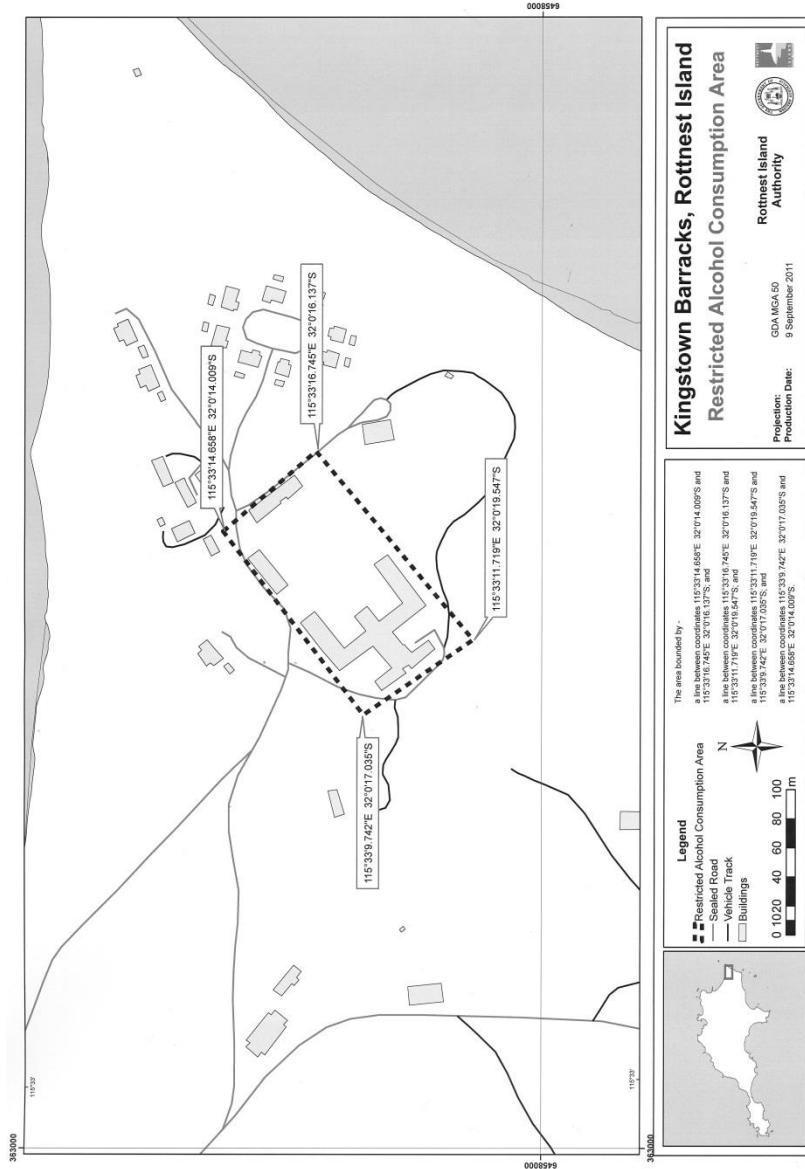 363000
6458000
115°33'
115°33'14.658"E 32°0'14.009"S
115°33'16.745"E 32°0'16.137"S
115°33'9.742"E 32°0'17.035"S
115°33'11.719"E 32°0'19.547"S
363000
6458000
115°33'
Legend
Restricted Alcohol Consumption Area
Sealed Road
Vehicle Track
Buildings
N
0 10 20 40 60 80 100
m
The area bounded by -
a line between coordinates 115°33'14.658"E 32°0'14.009"S and
115°33'16.745"E 32°0'16.137"S; and
a line between coordinates 115°33'16.745"E 32°0'16.137"S and
115°33'11.719"E 32°0'19.547"S; and
a line between coordinates 115°33'11.719"E 32°0'19.547"S and
115°33'9.742"E 32°0'17.035"S; and
a line between coordinates 115°33'9.742"E 32°0'17.035"S and
115°33'14.658"E 32°0'14.009"S.
Kingstown Barracks, Rottnest Island
Restricted Alcohol Consumption Area
Projection: GDA MGA 50
Production Date: 9 September 2011
Rottnest Island
Authority